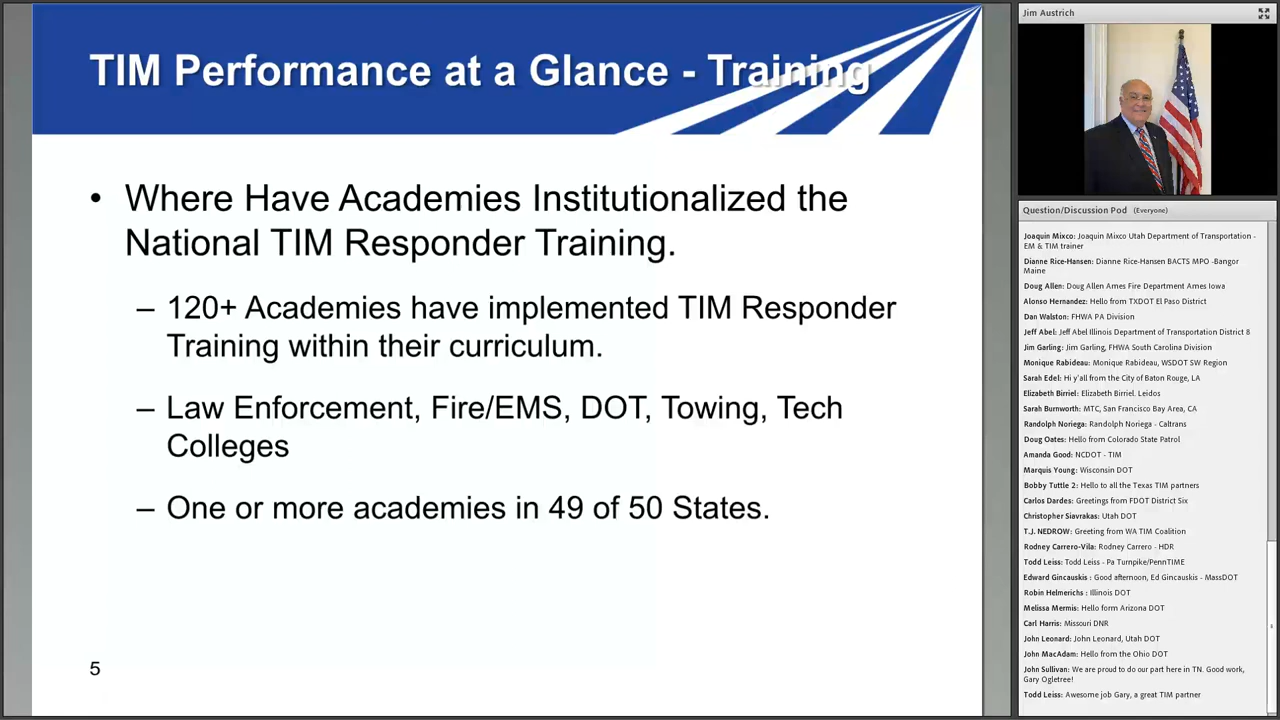 TIM Performance at a Glance - Training
• Where Have Academies Institutionalized the
National TIM Responder Training.
– 120+ Academies have implemented TIM Responder
Training within their curriculum.
– Law Enforcement, Fire/EMS, DOT, Towing, Tech
Colleges
– One or more academies in 49 of 50 States.
5
Jim Austrich
Question/Discussion Pod (Everyone)
Joaquin Mixco: Joaquin Mixco Utah Department of Transportation -
EM & TIM trainer
Dianne Rice-Hansen: Dianne Rice-Hansen BACTS MPO -Bangor
Maine
Doug Allen: Doug Allen Ames Fire Department Ames Iowa
Alonso Hernandez: Hello from TXDOT El Paso District
Dan Walston: FHWA PA Division
Jeff Abel: Jeff Abel Illinois Department of Transportation District 8
Jim Garling: Jim Garling, FHWA South Carolina Division
Monique Rabideau: Monique Rabideau, WSDOT SW Region
Sarah Edel: Hi y'all from the City of Baton Rouge, LA
Elizabeth Birriel: Elizabeth Birriel. Leidos
Sarah Burnworth: MTC, San Francisco Bay Area, CA
Randolph Noriega: Randolph Noriega - Caltrans
Doug Oates: Hello from Colorado State Patrol
Amanda Good: NCDOT - TIM
Marquis Young: Wisconsin DOT
Bobby Tuttle 2: Hello to all the Texas TIM partners
Carlos Dardes: Greetings from FDOT District Six
Christopher Siavrakas: Utah DOT
T.J. NEDROW: Greeting from WA TIM Coalition
Rodney Carrero-Vila: Rodney Carrero - HDR
Todd Leiss: Todd Leiss - Pa Turnpike/PennTIME
Edward Gincauskis : Good afternoon, Ed Gincauskis - MassDOT
Robin Helmerichs : Illinois DOT
Melissa Mermis: Hello form Arizona DOT
Carl Harris: Missouri DNR
John Leonard: John Leonard, Utah DOT
John MacAdam: Hello from the Ohio DOT
John Sullivan: We are proud to do our part here in TN. Good work,
Gary Ogletree!
Todd Leiss: Awesome job Gary, a great TIM partner